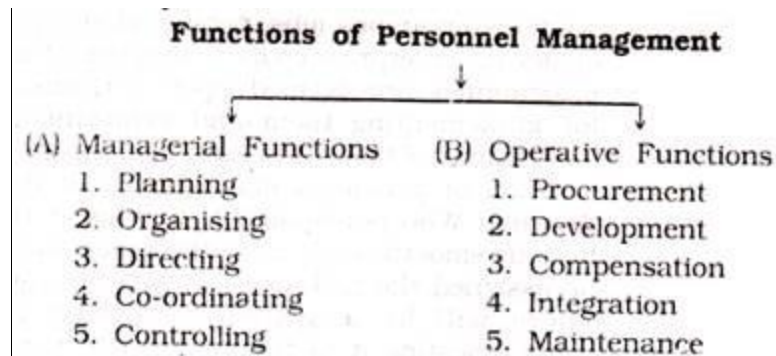 Functions of Personnel Management
(A) Managerial Functions
1. Planning
2. Organising
3. Directing
4. Co-ordinating
5. Controlling
(B) Operative Functions
1. Procurement
2. Development
3. Compensation
4. Integration
5. Maintenance